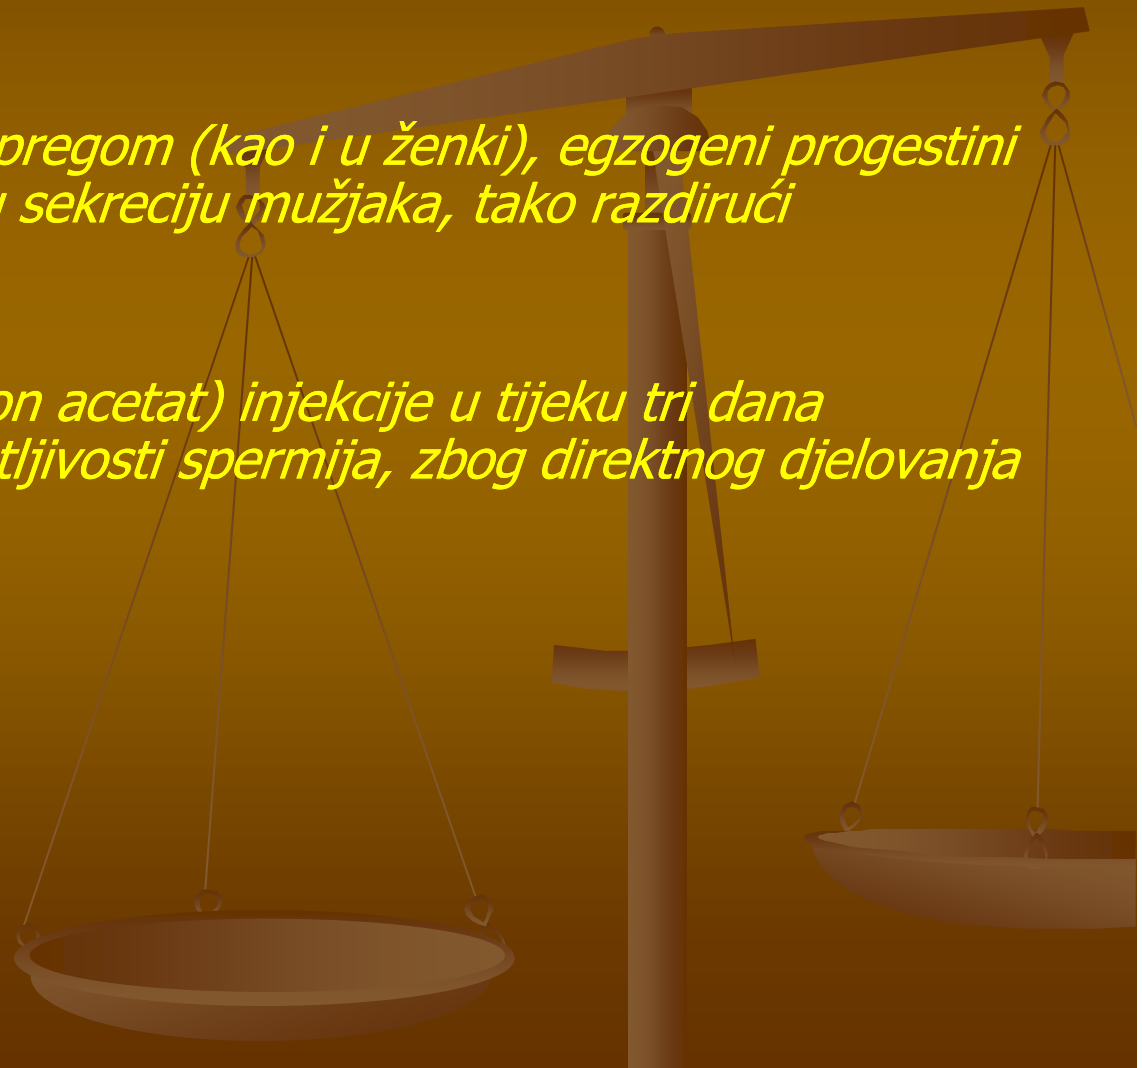 pregom (kao i u ženki), egzogeni progestini
sekreciju mužjaka, tako razdirući
on acetat) injekcije u tijeku tri dana
tljivosti spermija, zbog direktnog djelovanja